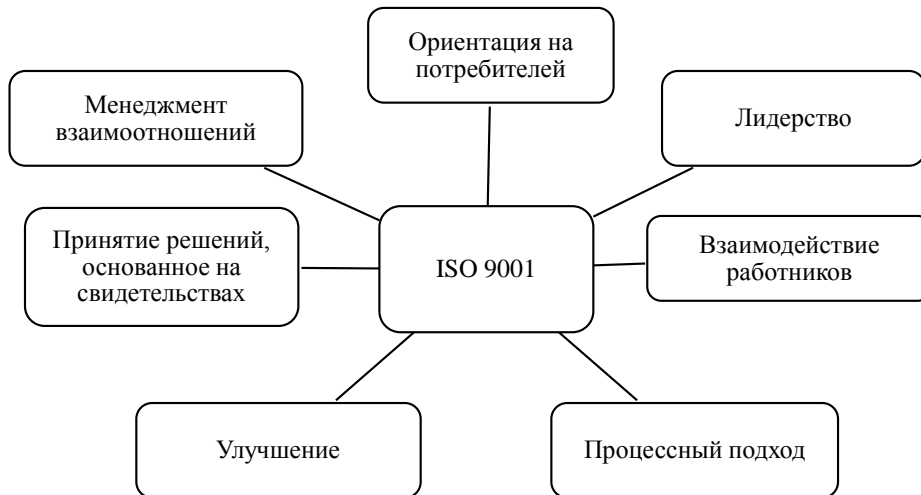 Ориентация на
потребителей
Менеджмент
взаимоотношений
Лидерство
Принятие решений,
основанное на
свидетельствах
ISO 9001
Взаимодействие
работников
Улучшение
Процессный подход